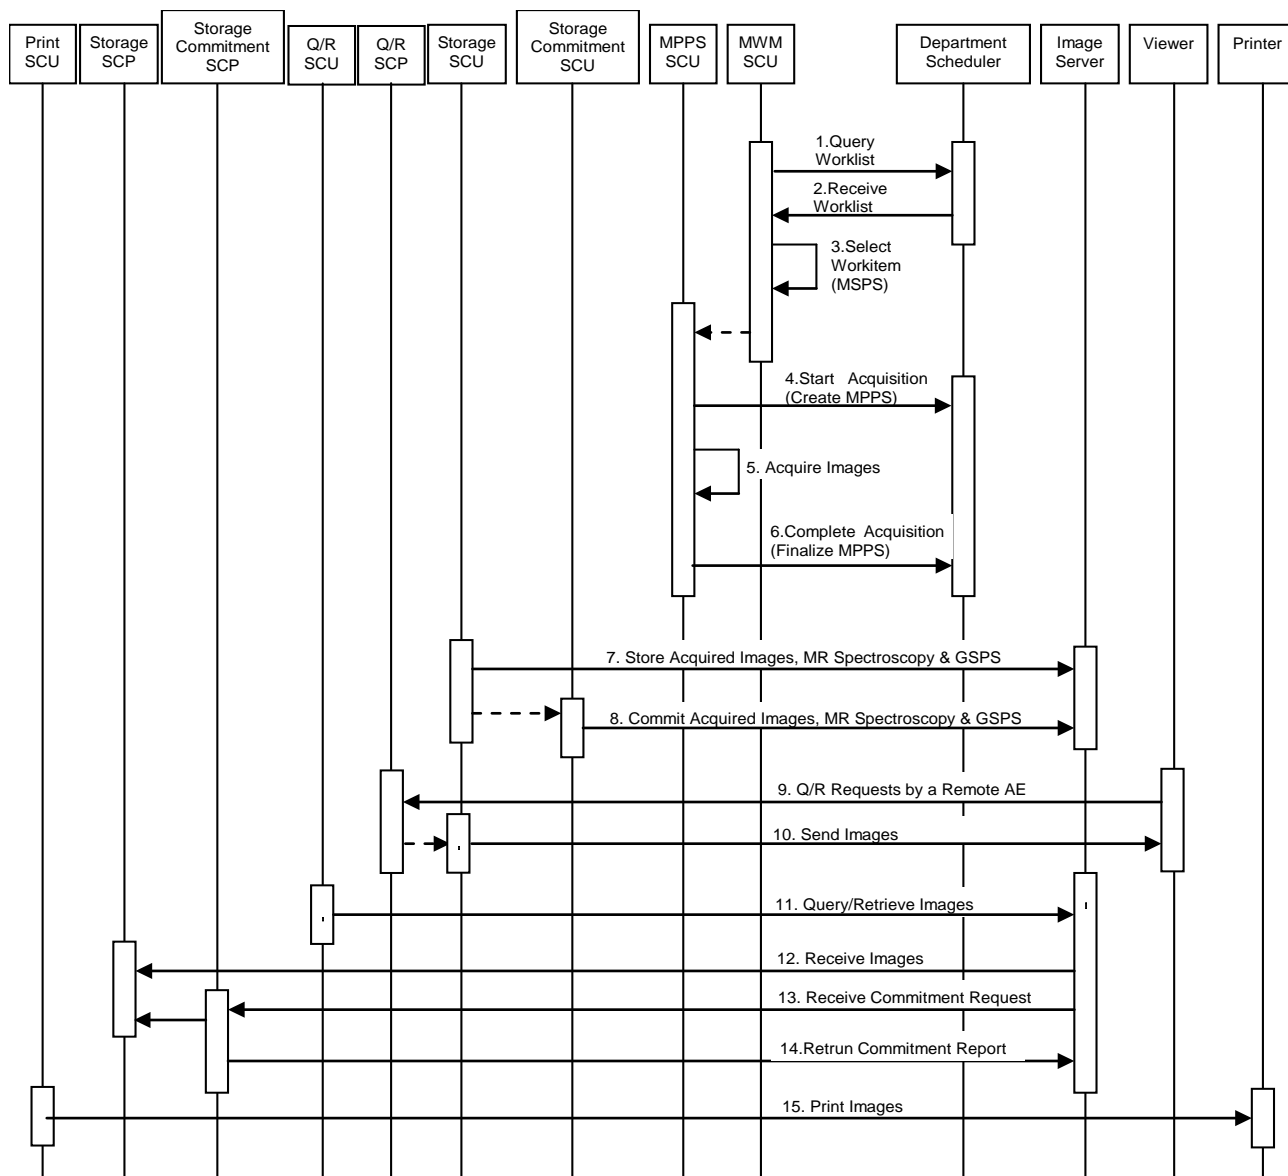 Print
SCU
Storage
SCP
Storage
Commitment
SCP
Q/R
SCU
Q/R
SCP
Storage
SCU
Storage
Commitment
SCU
MPPS
SCU
MWM
SCU
Department
Scheduler
Image
Server
Viewer
Printer
1.Query
Worklist
2.Receive
Worklist
3.Select
Workitem
(MSPS)
4.Start Acquisition
(Create MPPS)
5. Acquire Images
6.Complete Acquisition
(Finalize MPPS)
7. Store Acquired Images, MR Spectroscopy & GSPS
8. Commit Acquired Images, MR Spectroscopy & GSPS
9. Q/R Requests by a Remote AE
10. Send Images
11. Query/Retrieve Images
12. Receive Images
13. Receive Commitment Request
14.Retrun Commitment Report
15. Print Images